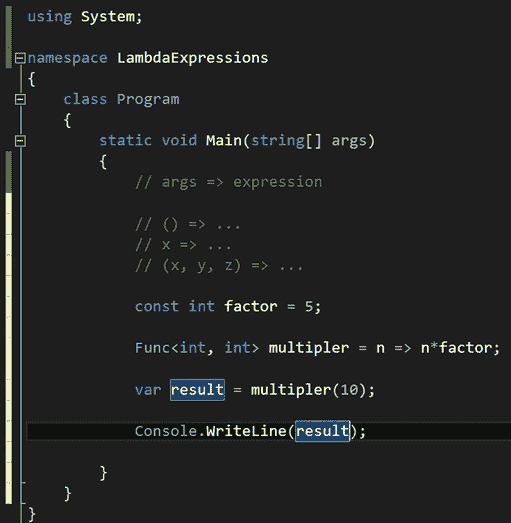 using System;
namespace LambdaExpressions
{
class Program
{
static void Main(string[] args)
{
// args => expression
// () => ...
// x => ...
// (x, y, z) => ...
const int factor = 5;
Func<int, int> multipler = n => n*factor;
var result = multipler(10);
Console.WriteLine(result);
}
}
}